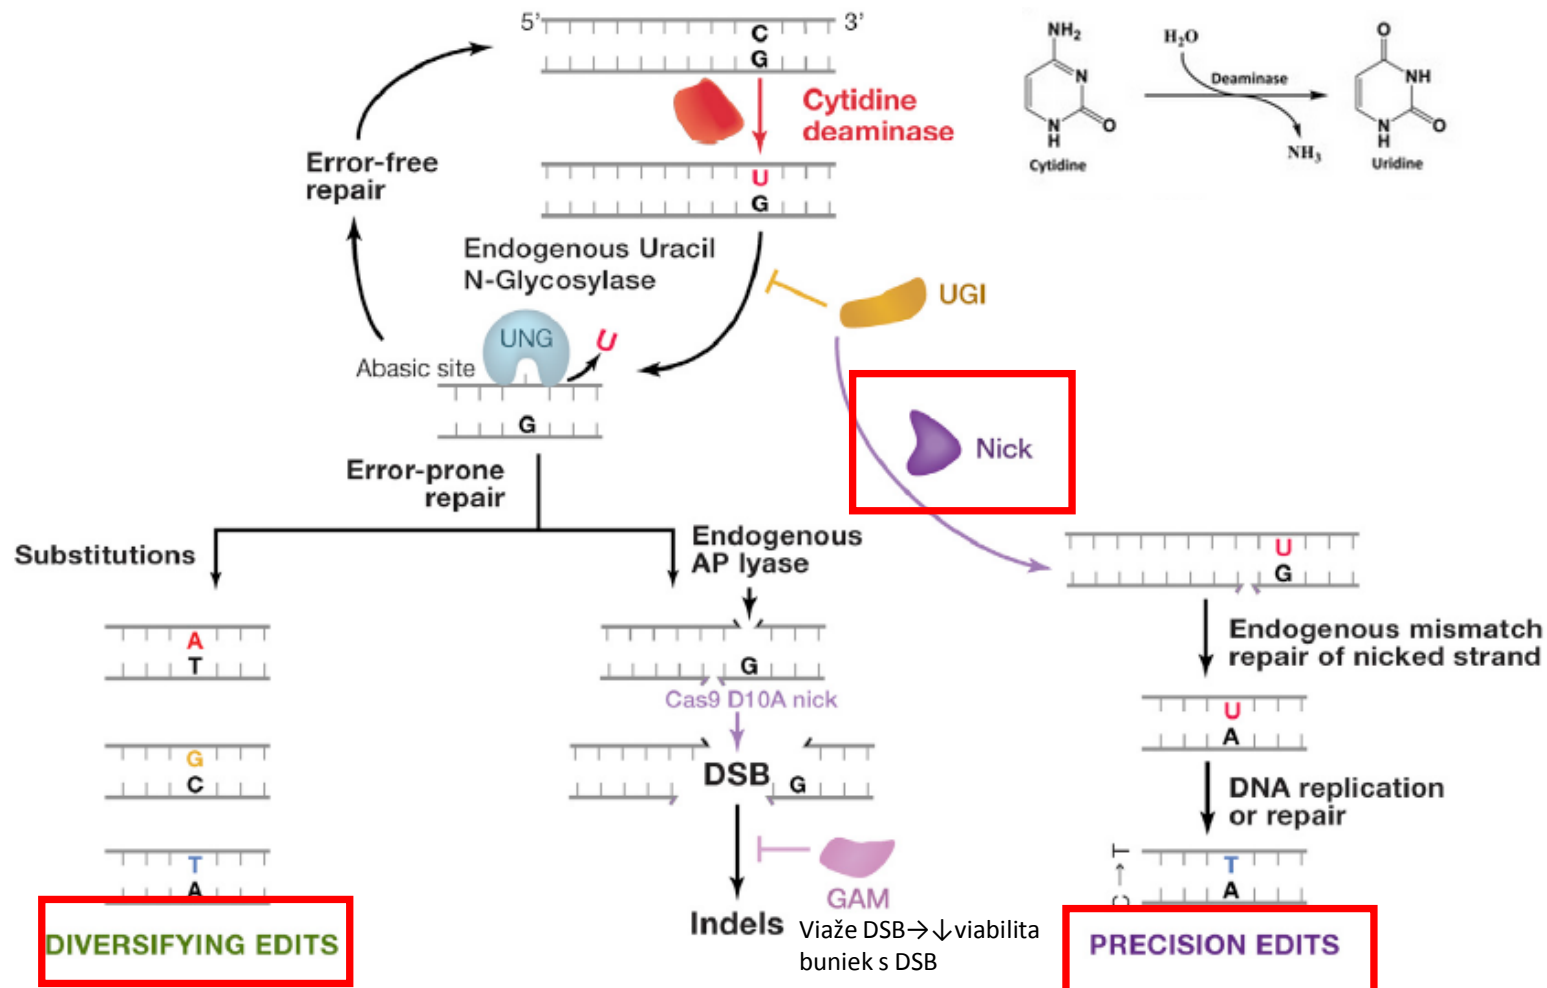 5’
3’
C
G
Cytidine
deaminase
NH₂
N
N
H
O
Cytidine
H₂O
Deaminase
NH₃
O
NH
N
H
O
Uridine
U
G
Error-free
repair
Endogenous Uracil
N-Glycosylase
UNG
U
Abasic site
G
UGI
Nick
Error-prone
repair
Substitutions
Endogenous
AP lyase
U
G
A
T
G
Cas9 D10A nick
Endogenous mismatch
repair of nicked strand
U
A
G
C
DSB
G
DNA replication
or repair
T
A
GAM
C→T
T
A
Indels
Viaže DSB→↓viabilita
buniek s DSB
DIVERSIFYING EDITS
PRECISION EDITS